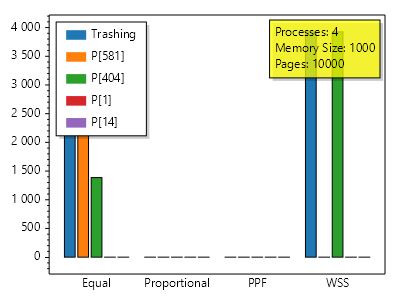 4 000
3 500
3 000
2 500
2 000
1 500
1 000
500
0
Trashing
P[581]
P[404]
P[1]
P[14]
Processes: 4
Memory Size: 1000
Pages: 10000
Equal Proportional PPF WSS